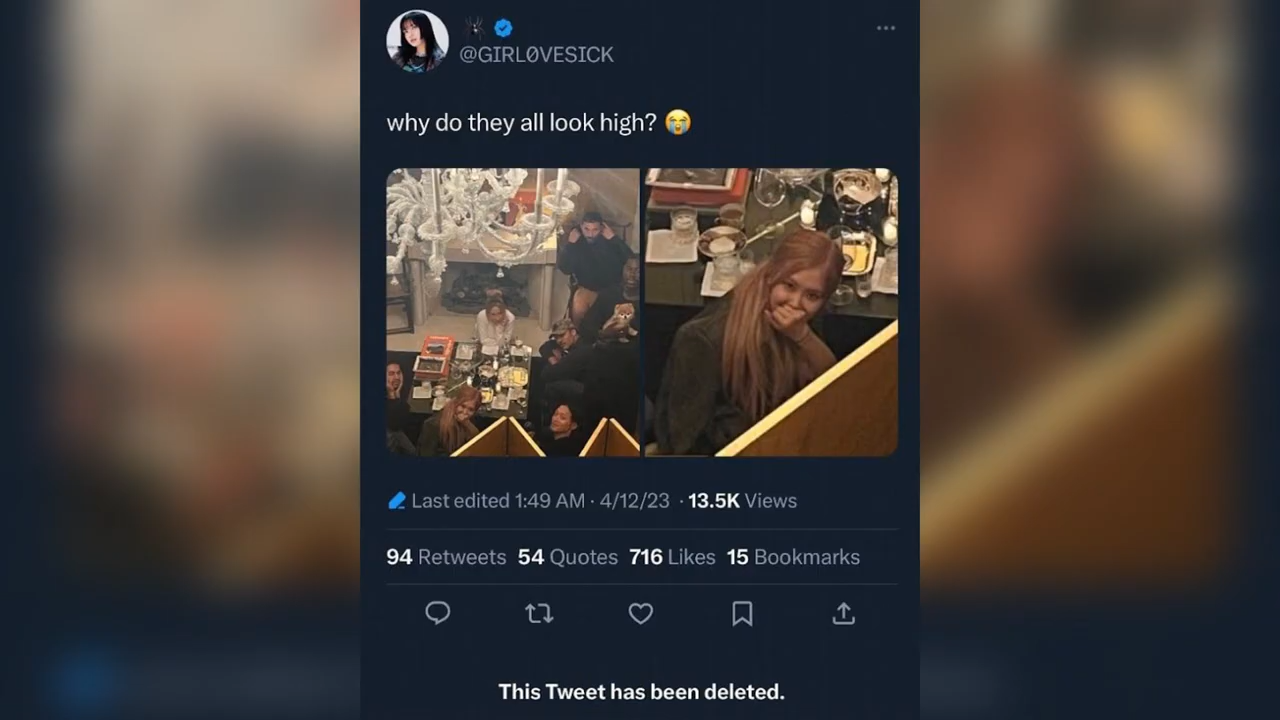 @GIRLØVESICK
why do they all look high? 😭
Last edited 1:49 AM · 4/12/23 · 13.5K Views
94 Retweets 54 Quotes 716 Likes 15 Bookmarks
This Tweet has been deleted.